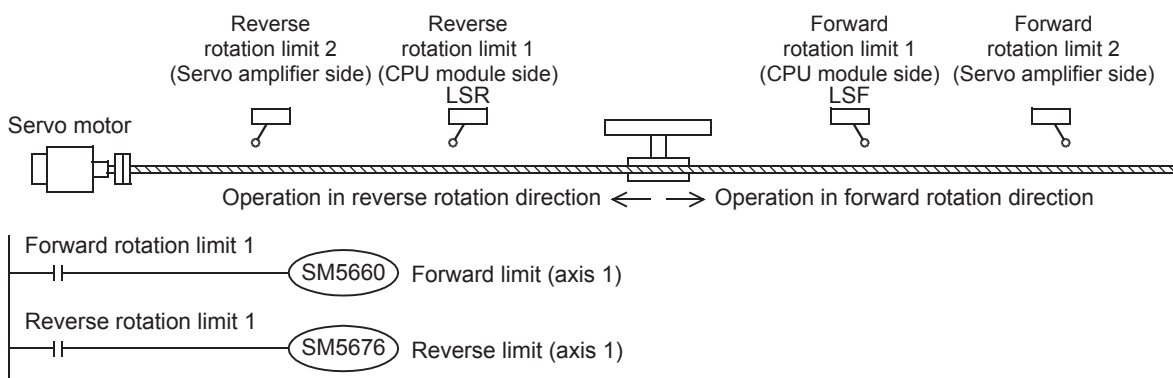 Reverse
rotation limit 2
(Servo amplifier side)
Reverse
rotation limit 1
(CPU module side)
LSR
Forward
rotation limit 1
(CPU module side)
LSF
Forward
rotation limit 2
(Servo amplifier side)
Servo motor
Operation in reverse rotation direction
Operation in forward rotation direction
Forward rotation limit 1
SM5660 Forward limit (axis 1)
Reverse rotation limit 1
SM5676 Reverse limit (axis 1)